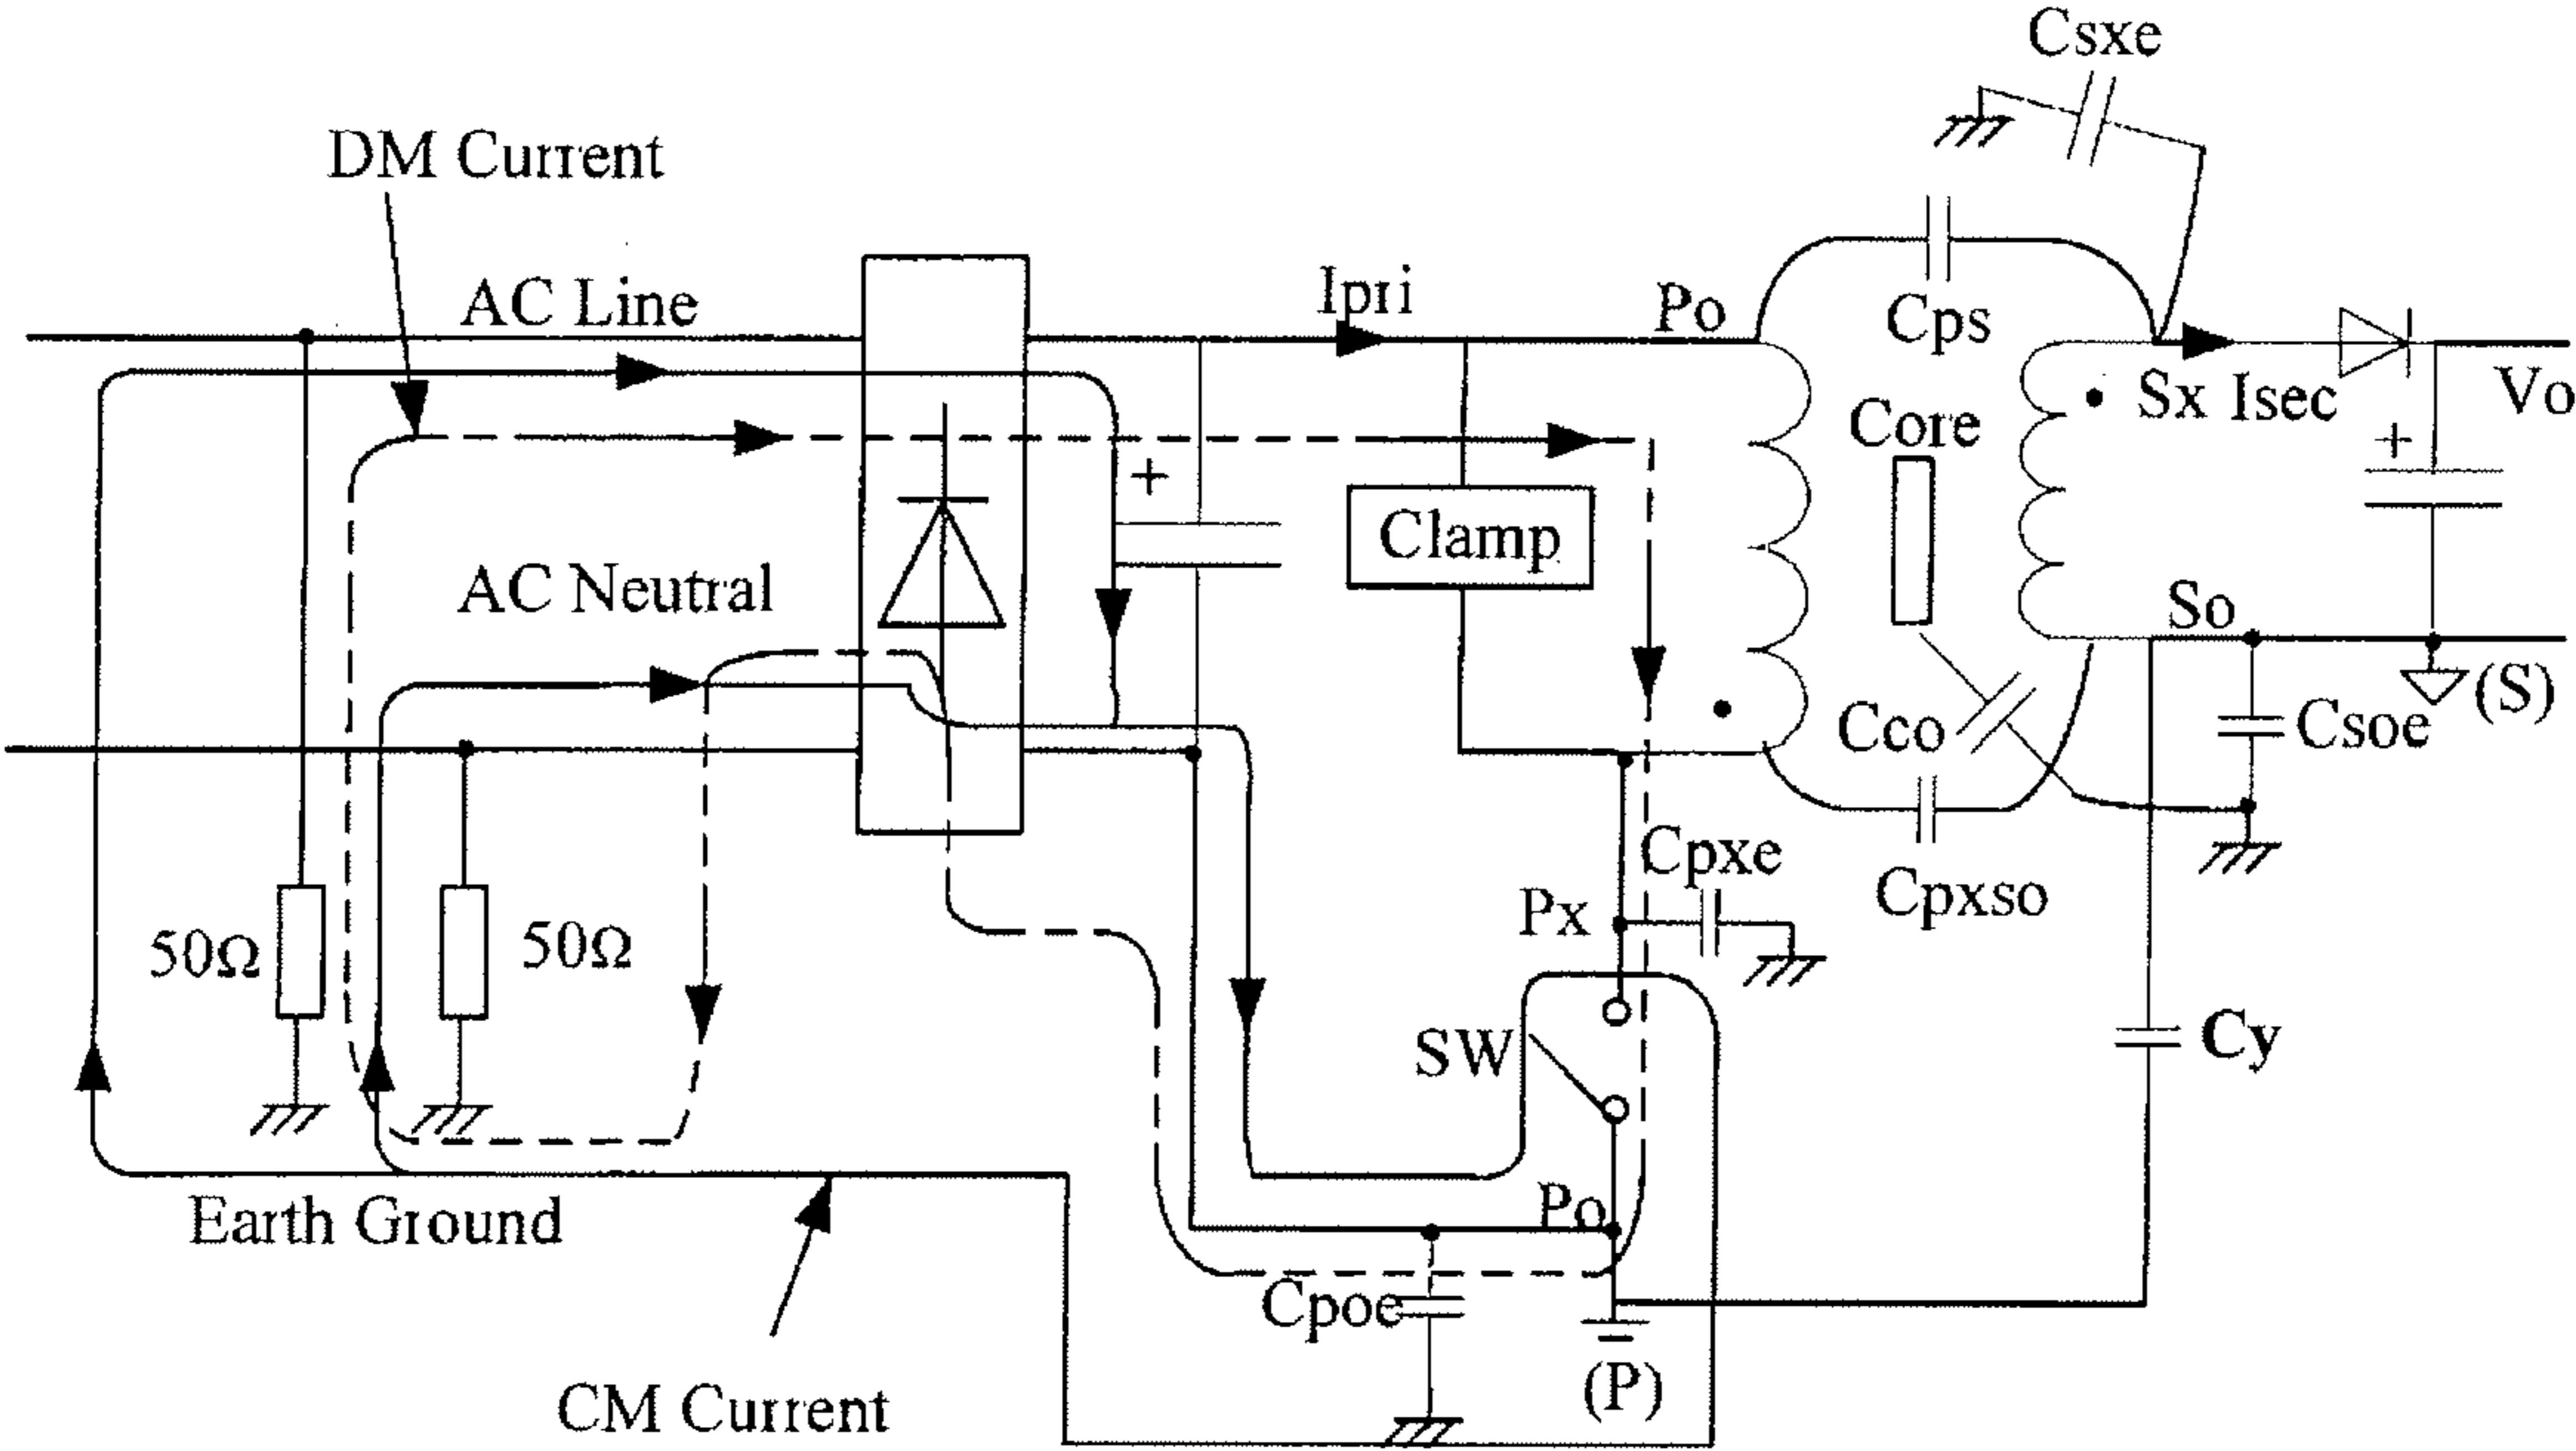 Csxe
DM Current
AC Line
Ipri
Po
Cps
Sx Isec
Vo
Core
+
+
Clamp
AC Neutral
So
(S)
Cco
Csoe
Cpxe
Px
Cpxso
50Ω
50Ω
SW
Cy
Po
Earth Ground
Cpoe
(P)
CM Current